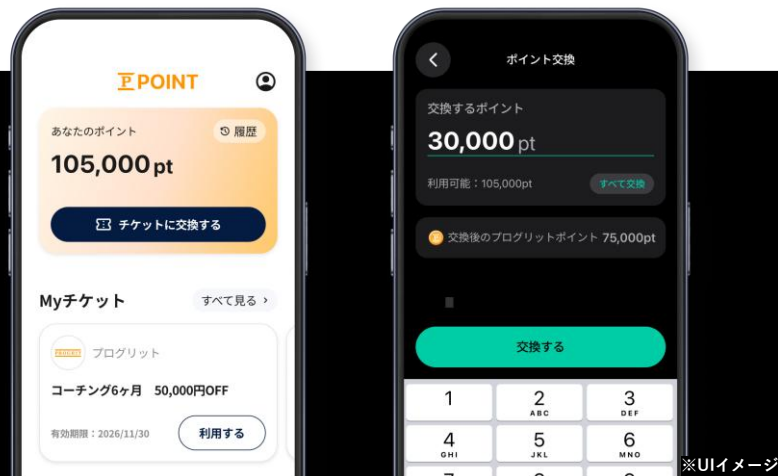 P POINT
あなたのポイント
履歴
105,000 pt
チケットに交換する
Myチケット
すべて見る ›
PROGRIT プログリット
コーチング6ヶ月 50,000円OFF
有効期限：2026/11/30
利用する
ポイント交換
交換するポイント
30,000 pt
利用可能：105,000pt
すべて交換
交換後のプログリットポイント 75,000pt
交換する
1 2 3
ABC DEF
4 5 6
GHI JKL MNO
※UIイメージ